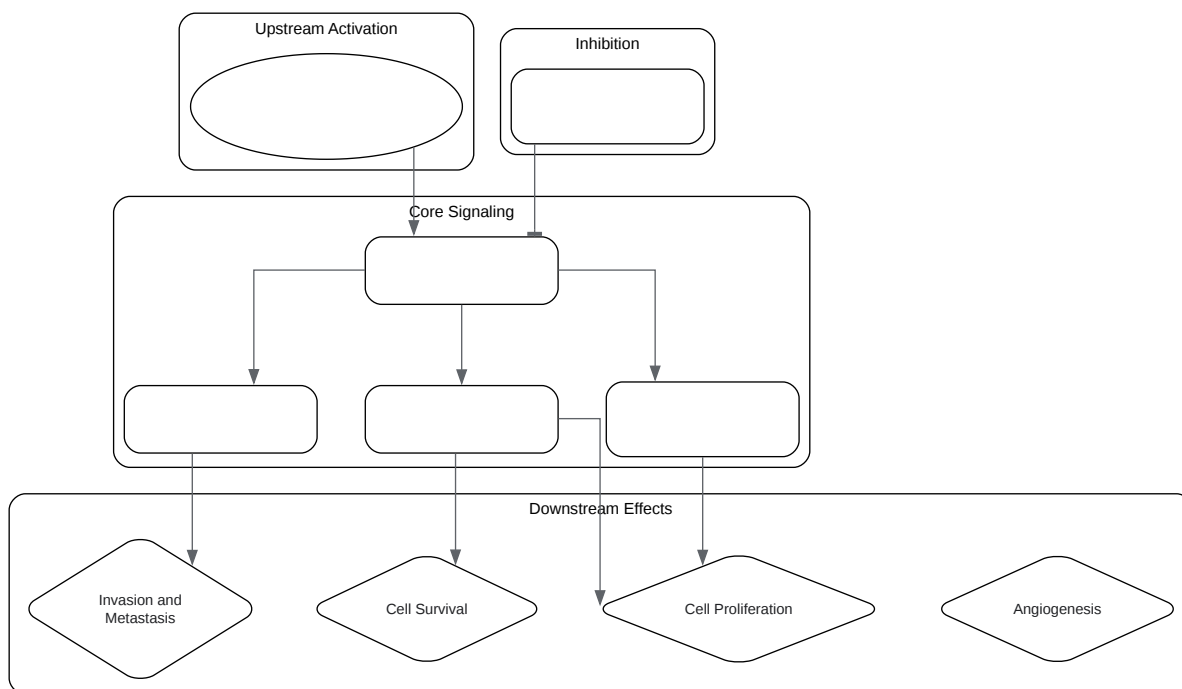 Upstream Activation
Inhibition
Core Signaling
Downstream Effects
Invasion and
Metastasis
Cell Survival
Cell Proliferation
Angiogenesis